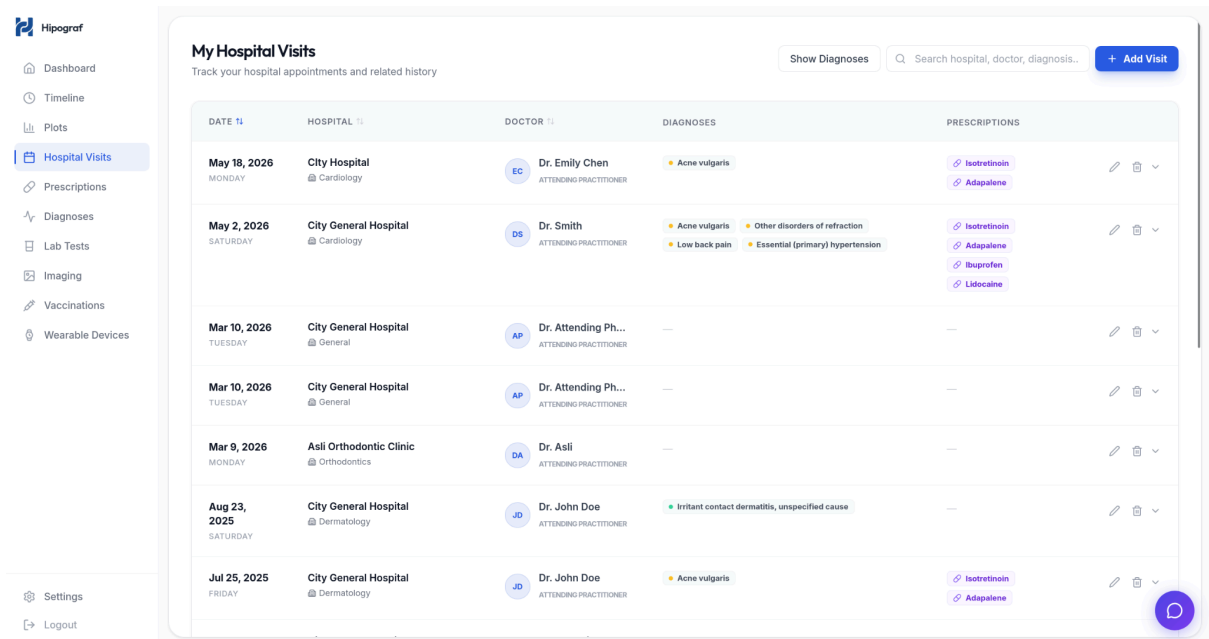 Hipograf
Dashboard
Timeline
Plots
Hospital Visits
Prescriptions
Diagnoses
Lab Tests
Imaging
Vaccinations
Wearable Devices
Settings
Logout
My Hospital Visits
Track your hospital appointments and related history
Show Diagnoses
Search hospital, doctor, diagnosis..
+ Add Visit
DATE HOSPITAL DOCTOR DIAGNOSES PRESCRIPTIONS
May 18, 2026 CIty Hospital EC Dr. Emily Chen Acne vulgaris Isotretinoin
MONDAY Cardiology ATTENDING PRACTITIONER Adapalene
May 2, 2026 City General Hospital DS Dr. Smith Acne vulgaris Other disorders of refraction Isotretinoin
SATURDAY Cardiology ATTENDING PRACTITIONER Low back pain Essential (primary) hypertension Adapalene
Ibuprofen
Lidocaine
Mar 10, 2026 City General Hospital AP Dr. Attending Ph... — —
TUESDAY General ATTENDING PRACTITIONER
Mar 10, 2026 City General Hospital AP Dr. Attending Ph... — —
TUESDAY General ATTENDING PRACTITIONER
Mar 9, 2026 Asli Orthodontic Clinic DA Dr. Asli — —
MONDAY Orthodontics ATTENDING PRACTITIONER
Aug 23, City General Hospital JD Dr. John Doe Irritant contact dermatitis, unspecified cause —
2025 Dermatology ATTENDING PRACTITIONER
SATURDAY
Jul 25, 2025 City General Hospital JD Dr. John Doe Acne vulgaris Isotretinoin
FRIDAY Dermatology ATTENDING PRACTITIONER Adapalene